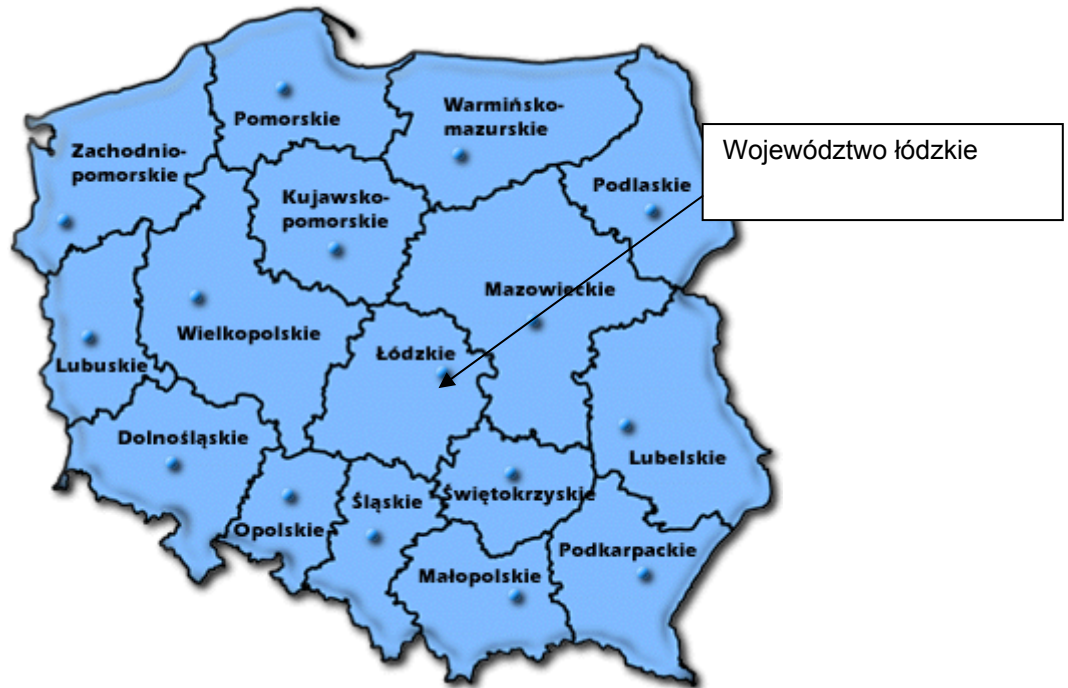 Pomorskie
Warmińsko-
mazurskie
Zachodnio-
pomorskie
Województwo łódzkie
Podlaskie
Kujawsko-
pomorskie
Mazowieckie
Wielkopolskie
Łódzkie
Lubuskie
Dolnośląskie
Lubelskie
Śląskie
Świętokrzyskie
Opolskie
Podkarpackie
Małopolskie